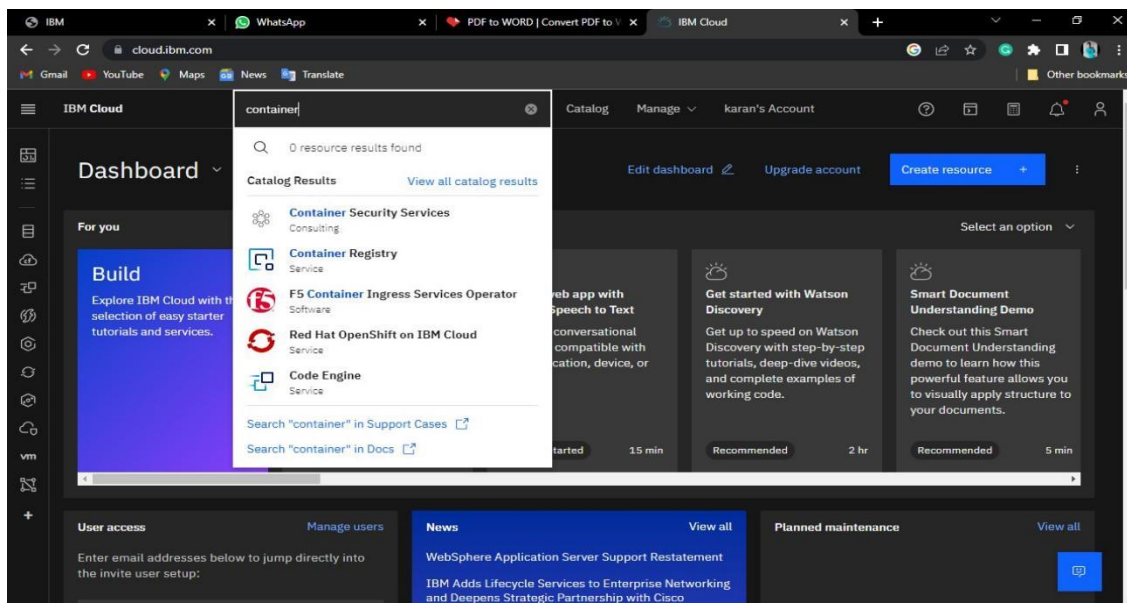 IBM
WhatsApp
PDF to WORD | Convert PDF to
IBM Cloud
cloud.ibm.com
Gmail
YouTube
Maps
News
Translate
Other bookmarks
IBM Cloud
container
Catalog
Manage
karan's Account
Dashboard
Edit dashboard
Upgrade account
Create resource +
0 resource results found
Catalog Results
View all catalog results
Container Security Services
Consulting
Container Registry
Service
F5 Container Ingress Services Operator
Software
Red Hat OpenShift on IBM Cloud
Service
Code Engine
Service
Search "container" in Support Cases
Search "container" in Docs
For you
Select an option
Build
Explore IBM Cloud with
selection of easy starter
tutorials and services.
app with
Speech to Text
conversational
compatible with
device, or
15 min
Get started with Watson
Discovery
Get up to speed on Watson
Discovery with step-by-step
tutorials, deep-dive videos,
and complete examples of
working code.
Recommended
2 hr
Smart Document
Understanding Demo
Check out this Smart
Document Understanding
demo to learn how this
powerful feature allows you
to visually apply structure to
your documents.
Recommended
5 min
vm
User access
Manage users
Enter email addresses below to jump directly into
the invite user setup:
News
View all
WebSphere Application Server Support Restatement
IBM Adds Lifecycle Services to Enterprise Networking
and Deepens Strategic Partnership with Cisco
Planned maintenance
View all